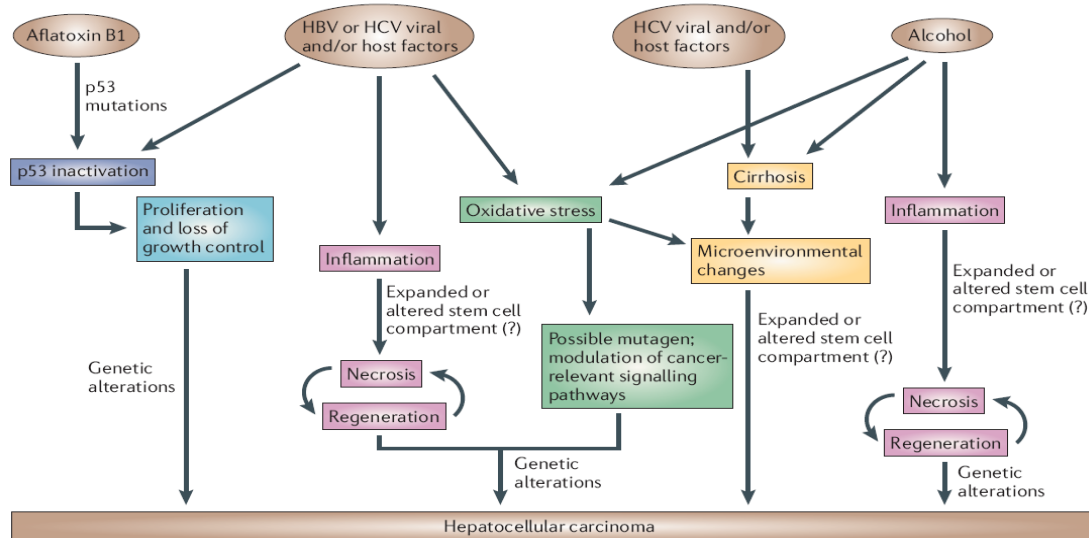 Aflatoxin B1
HBV or HCV viral
and/or host factors
HCV viral and/or
host factors
Alcohol
p53
mutations
p53 inactivation
Cirrhosis
Proliferation
and loss of
growth control
Oxidative stress
Inflammation
Inflammation
Microenvironmental
changes
Expanded or
altered stem cell
compartment (?)
Expanded or
altered stem cell
compartment (?)
Expanded or
altered stem cell
compartment (?)
Possible mutagen;
modulation of cancer-
relevant signalling
pathways
Genetic
alterations
Necrosis
Regeneration
Necrosis
Regeneration
Genetic
alterations
Genetic
alterations
Hepatocellular carcinoma